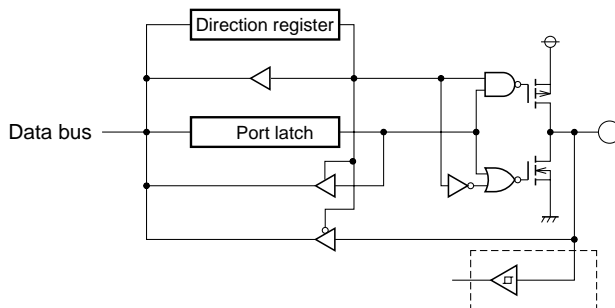 Direction register
Data bus
Port latch